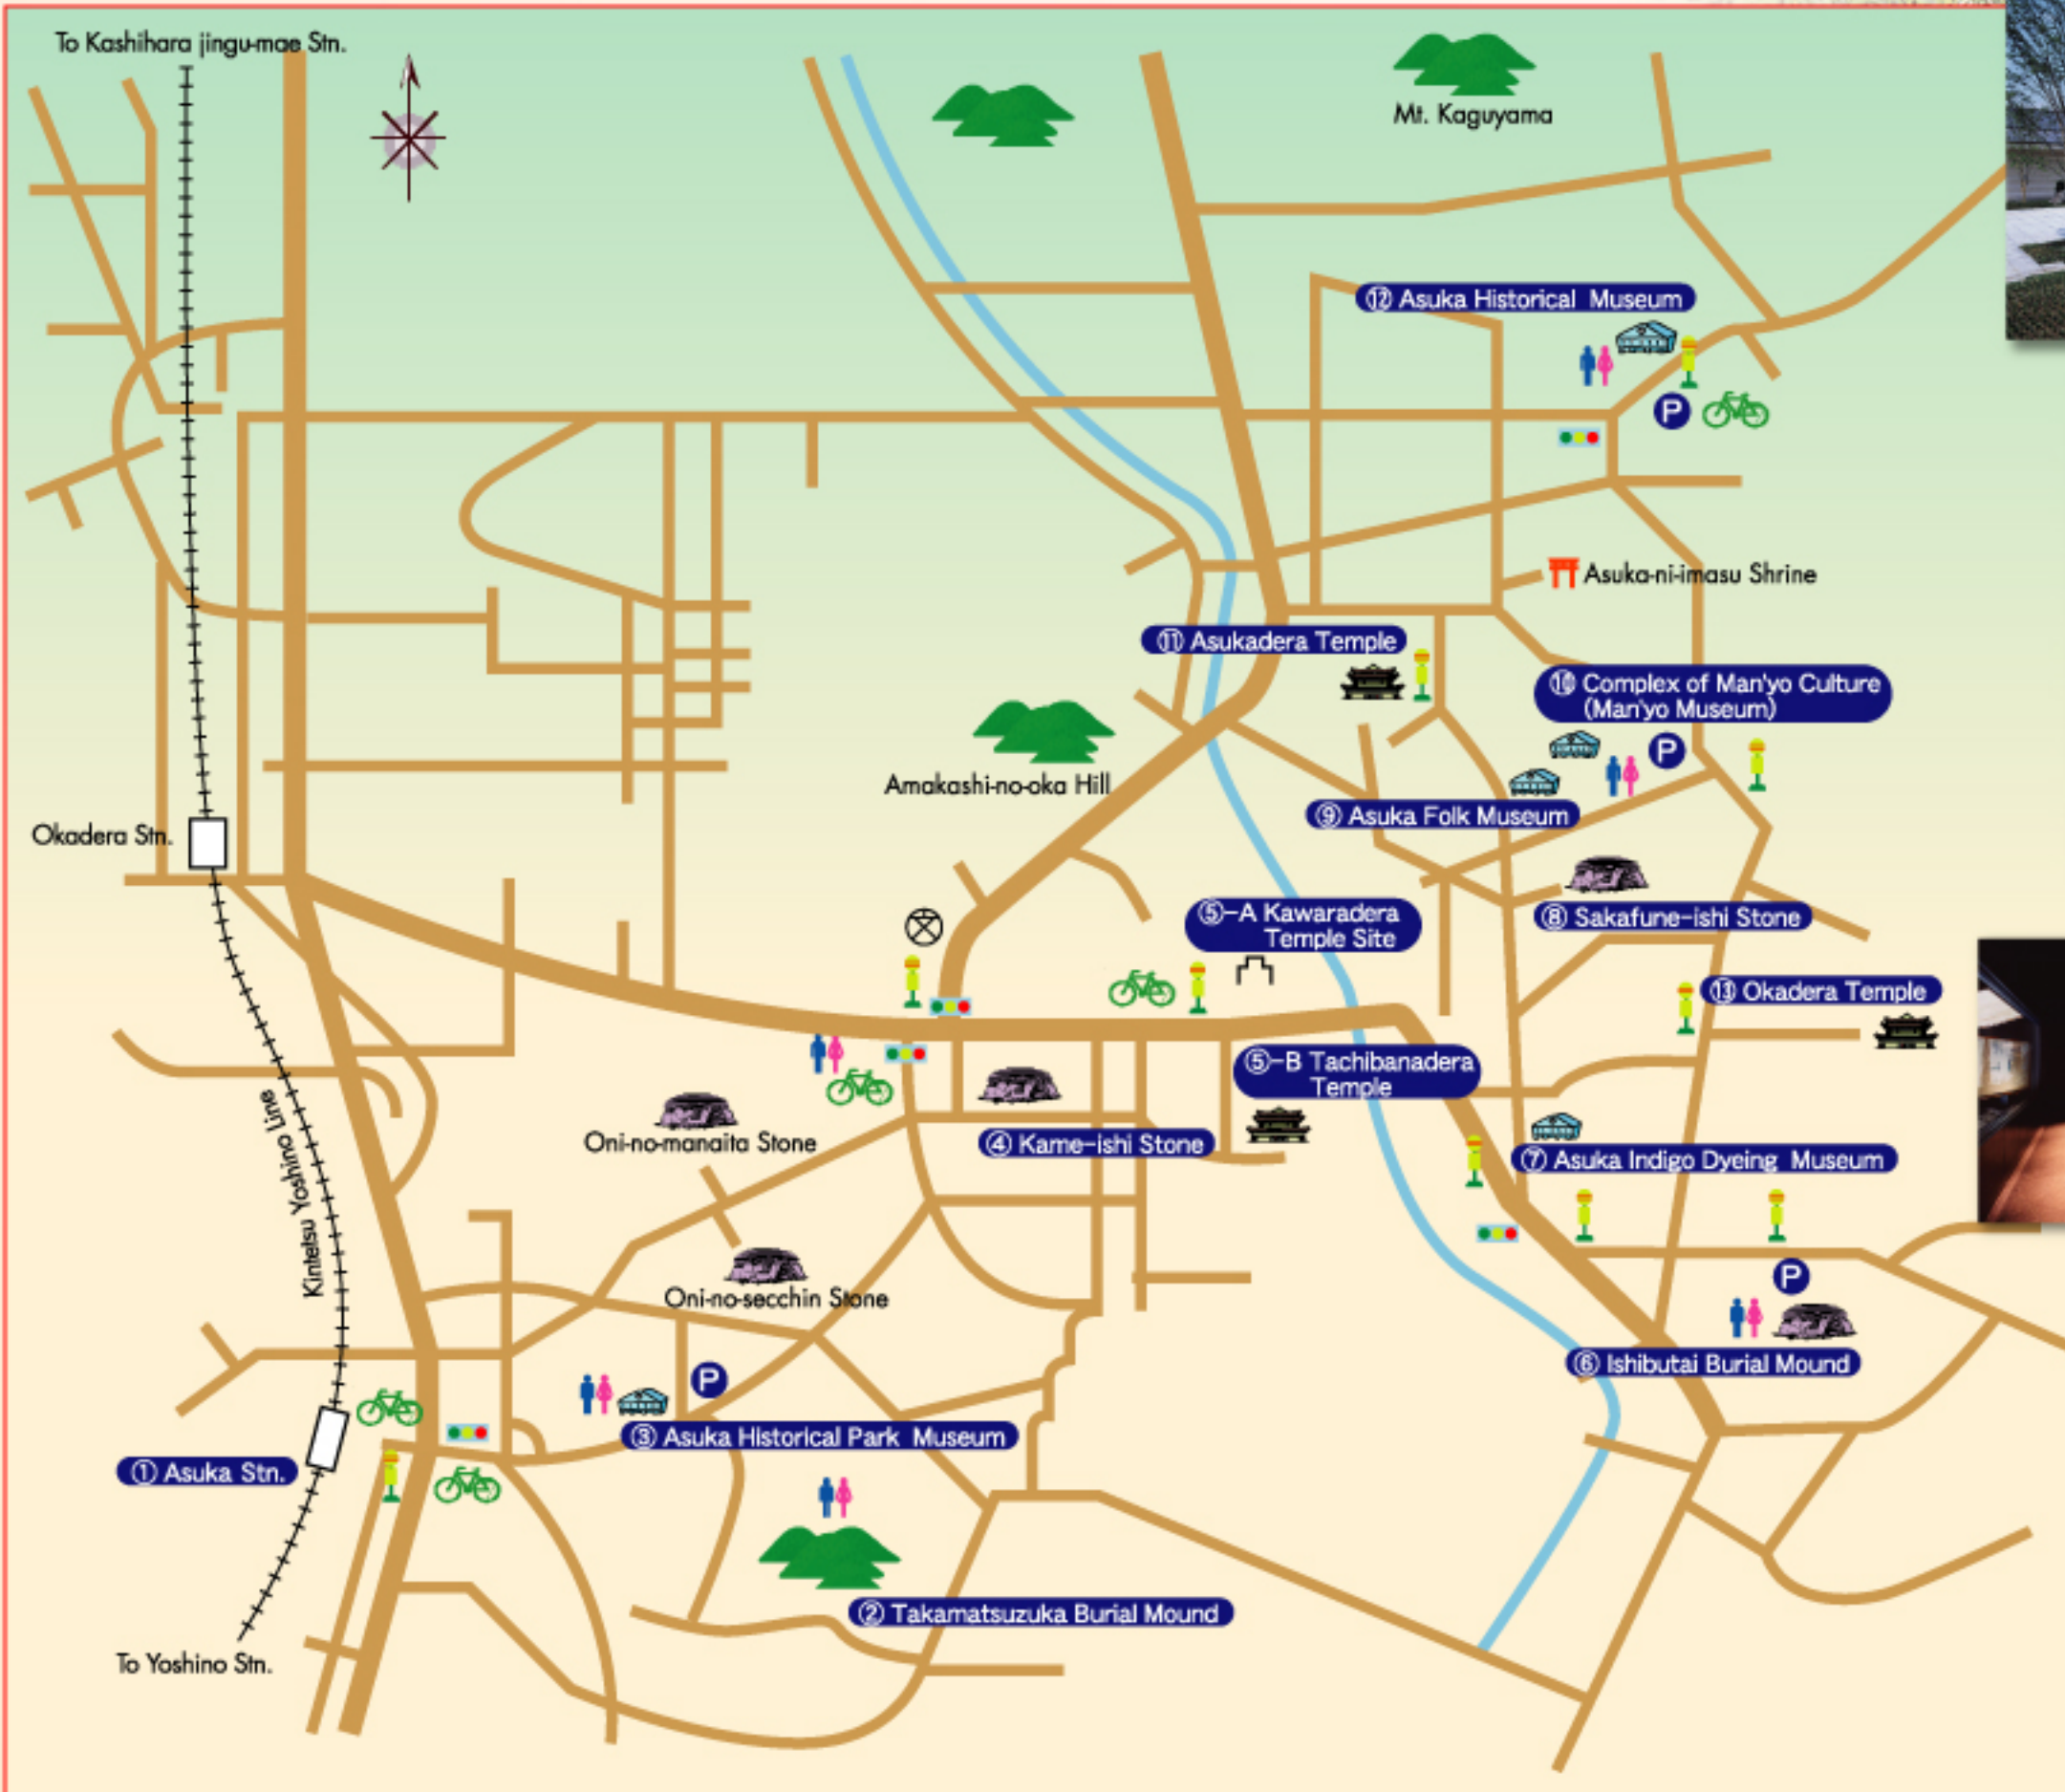 To Kashihara jingu-mae Stn.
Mt. Kaguyama
⑫ Asuka Historical Museum
P
Asuka-ni-imasu Shrine
⑪ Asukadera Temple
⑩ Complex of Man'yo Culture
(Man'yo Museum)
P
Amakashi-no-oka Hill
⑨ Asuka Folk Museum
Okadera Stn.
⑧ Sakafune-ishi Stone
⑤-A Kawaradera
Temple Site
⑬ Okadera Temple
⑤-B Tachibanadera
Temple
Oni-no-manaita Stone
④ Kame-ishi Stone
⑦ Asuka Indigo Dyeing Museum
Kintetsu Yoshino Line
P
Oni-no-secchin Stone
⑥ Ishibutai Burial Mound
P
③ Asuka Historical Park Museum
① Asuka Stn.
② Takamatsuzuka Burial Mound
To Yoshino Stn.